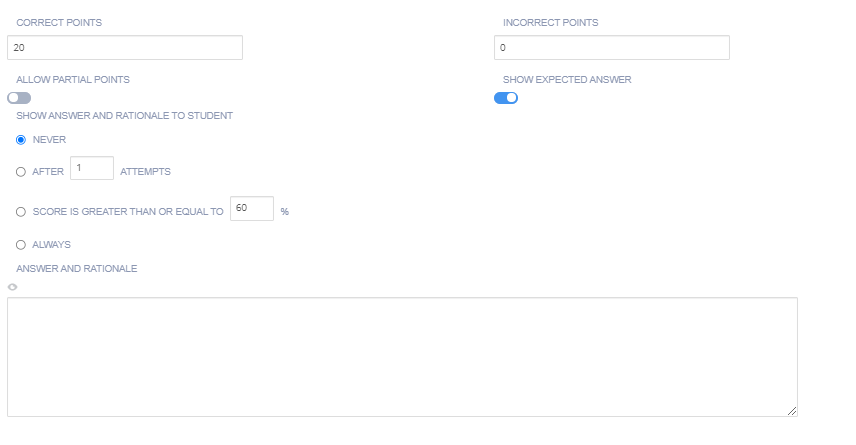 CORRECT POINTS INCORRECT POINTS
20 0
ALLOW PARTIAL POINTS SHOW EXPECTED ANSWER
SHOW ANSWER AND RATIONALE TO STUDENT
NEVER
AFTER 1 ATTEMPTS
SCORE IS GREATER THAN OR EQUAL TO 60 %
ALWAYS
ANSWER AND RATIONALE